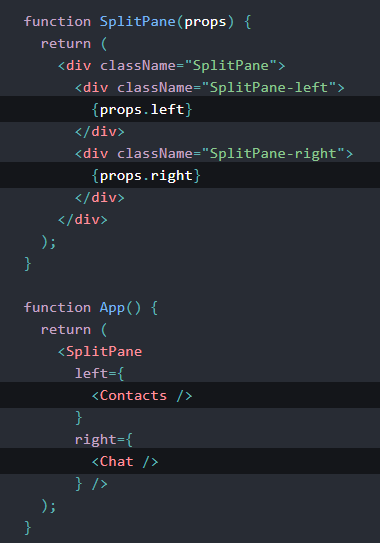 function SplitPane(props) {
  return (
    <div className="SplitPane">
      <div className="SplitPane-left">
        {props.left}
      </div>
      <div className="SplitPane-right">
        {props.right}
      </div>
    </div>
  );
}

function App() {
  return (
    <SplitPane
      left={
        <Contacts />
      }
      right={
        <Chat />
      } />
  );
}